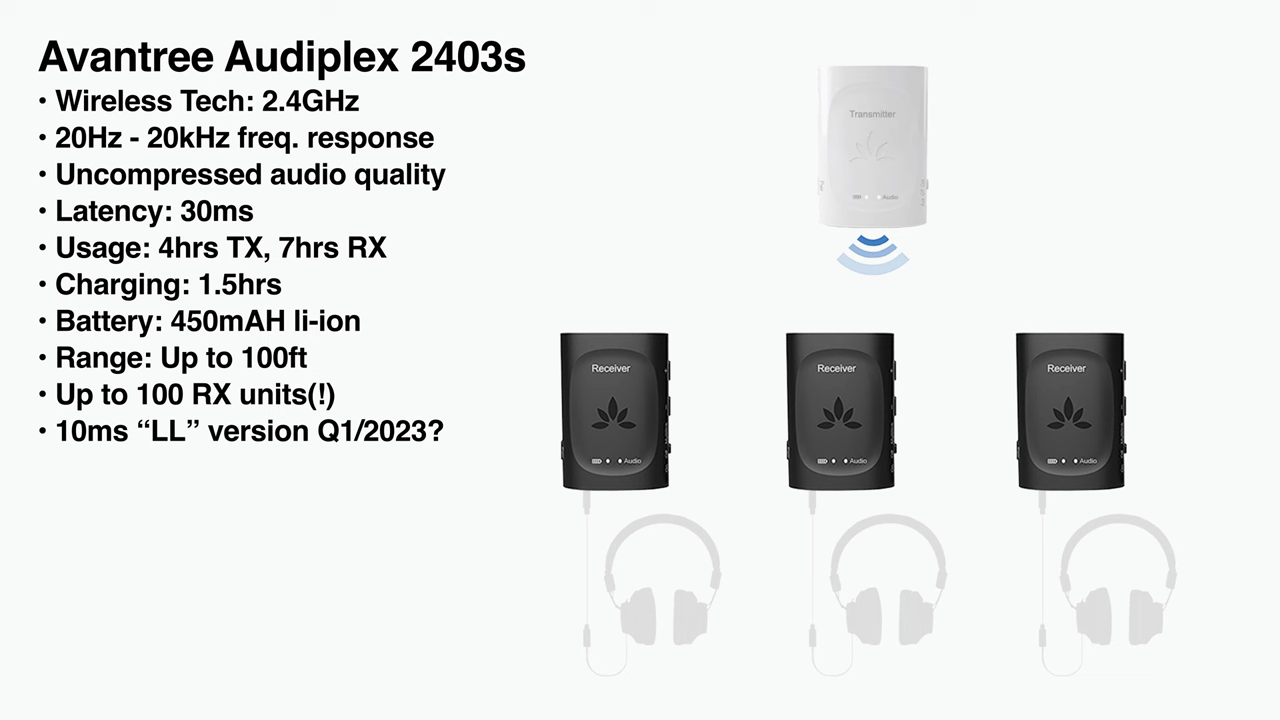 Avantree Audiplex 2403s
• Wireless Tech: 2.4GHz
• 20Hz - 20kHz freq. response
• Uncompressed audio quality
• Latency: 30ms
• Usage: 4hrs TX, 7hrs RX
• Charging: 1.5hrs
• Battery: 450mAH li-ion
• Range: Up to 100ft
• Up to 100 RX units(!)
• 10ms “LL” version Q1/2023?
Transmitter
Audio
Receiver
Audio
Receiver
Audio
Receiver
Audio